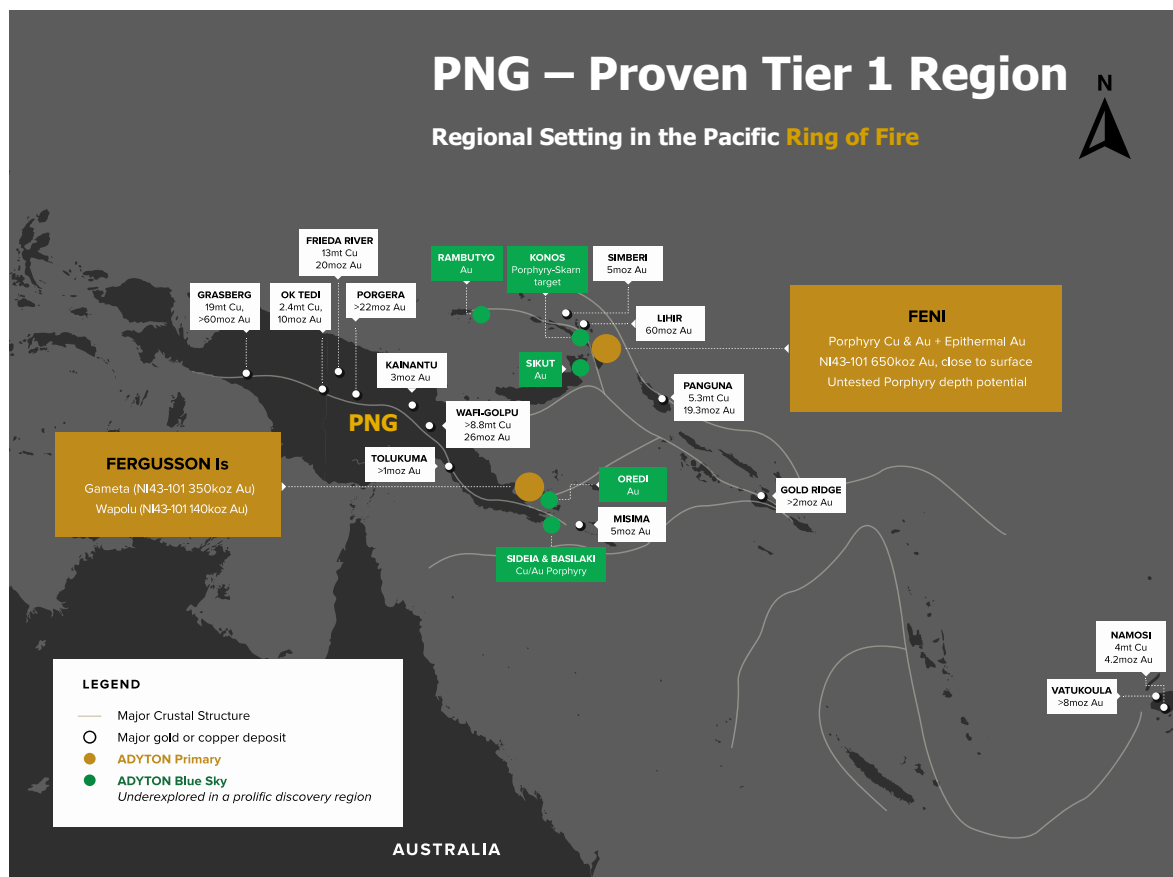 PNG – Proven Tier 1 Region
Regional Setting in the Pacific Ring of Fire
N
FRIEDA RIVER
13mt Cu
20moz Au
RAMBUTYO
Au
KONOS
Porphyry-Skarn
target
SIMBERI
5moz Au
GRASBERG
19mt Cu,
>60moz Au
OK TEDI
2.4mt Cu,
10moz Au
PORGERA
>22moz Au
LIHIR
60moz Au
FENI
Porphyry Cu & Au + Epithermal Au
NI43-101 650koz Au, close to surface
Untested Porphyry depth potential
KAINANTU
3moz Au
SIKUT
Au
PANGUNA
5.3mt Cu
19.3moz Au
PNG
WAFI-GOLPU
>8.8mt Cu
26moz Au
FERGUSSON Is
Gameta (NI43-101 350koz Au)
Wapolu (NI43-101 140koz Au)
TOLUKUMA
>1moz Au
OREDI
Au
GOLD RIDGE
>2moz Au
MISIMA
5moz Au
SIDEIA & BASILAKI
Cu/Au Porphyry
NAMOSI
4mt Cu
4.2moz Au
VATUKOULA
>8moz Au
LEGEND
Major Crustal Structure
Major gold or copper deposit
ADYTON Primary
ADYTON Blue Sky
Underexplored in a prolific discovery region
AUSTRALIA